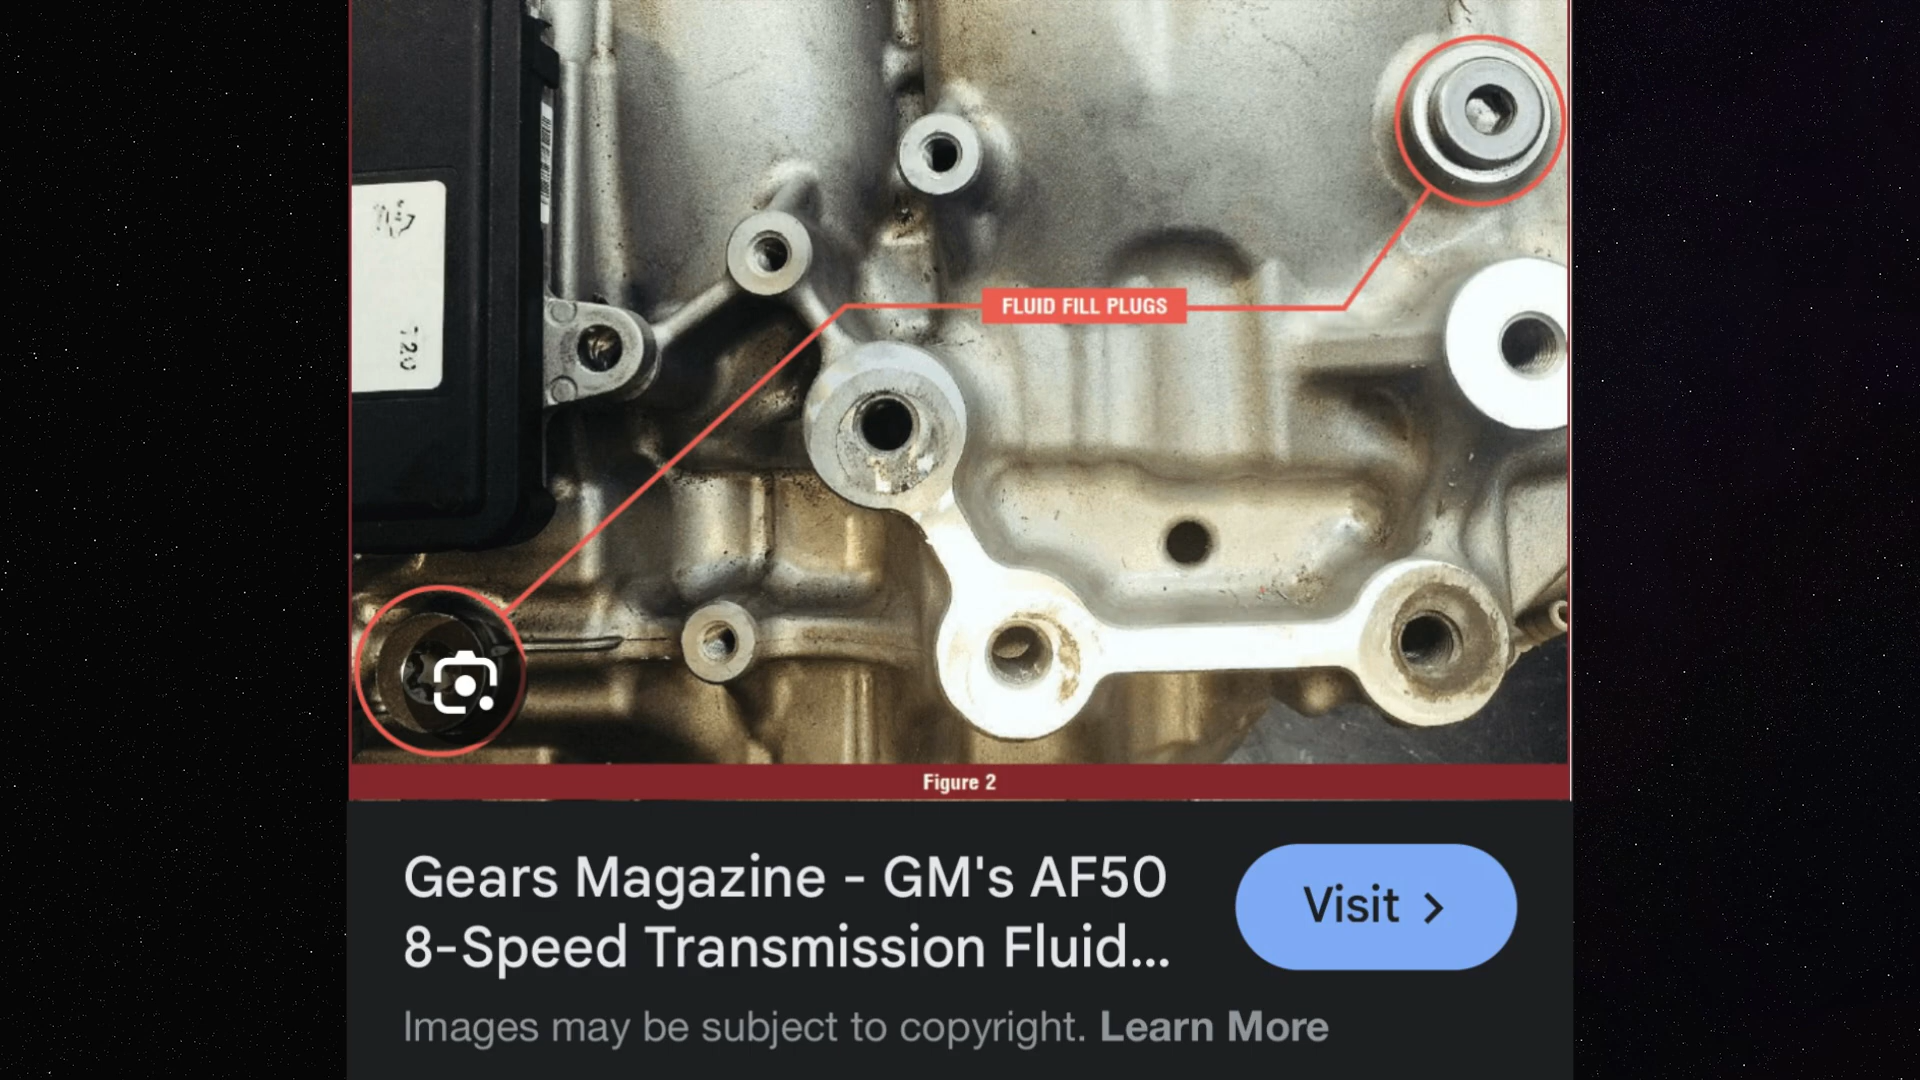 FLUID FILL PLUGS
Figure 2
Gears Magazine - GM's AF50
8-Speed Transmission Fluid...
Visit >
Images may be subject to copyright. Learn More